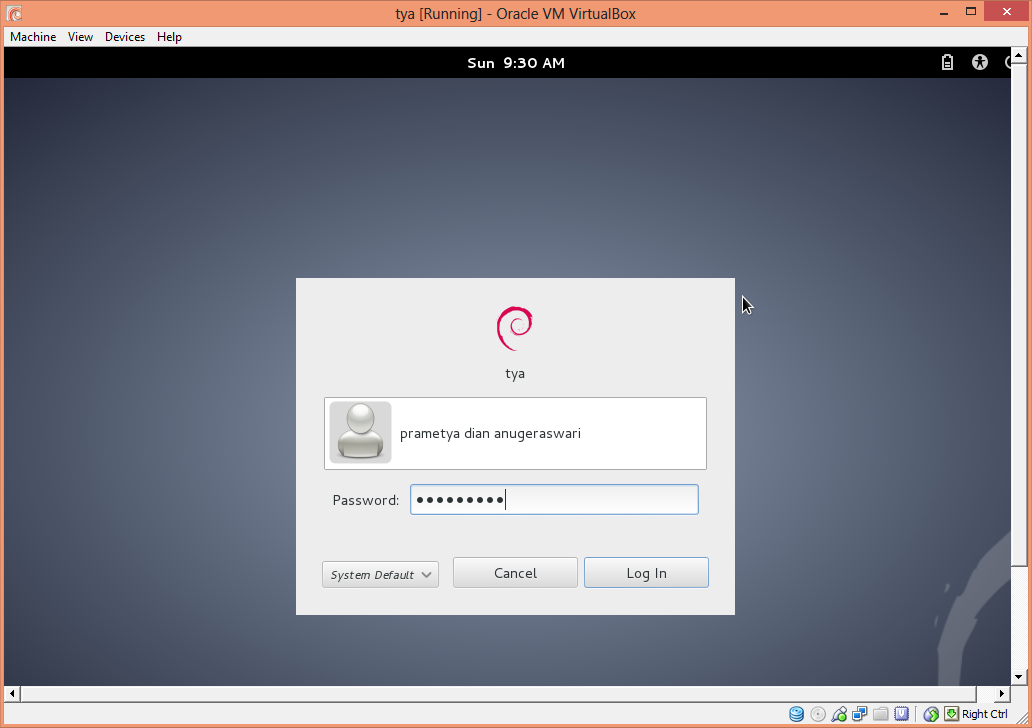 tya [Running] - Oracle VM VirtualBox
Machine View Devices Help
Sun 9:30 AM
tya
prametya dian anugeraswari
Password:
System Default Cancel Log In
Right Ctrl